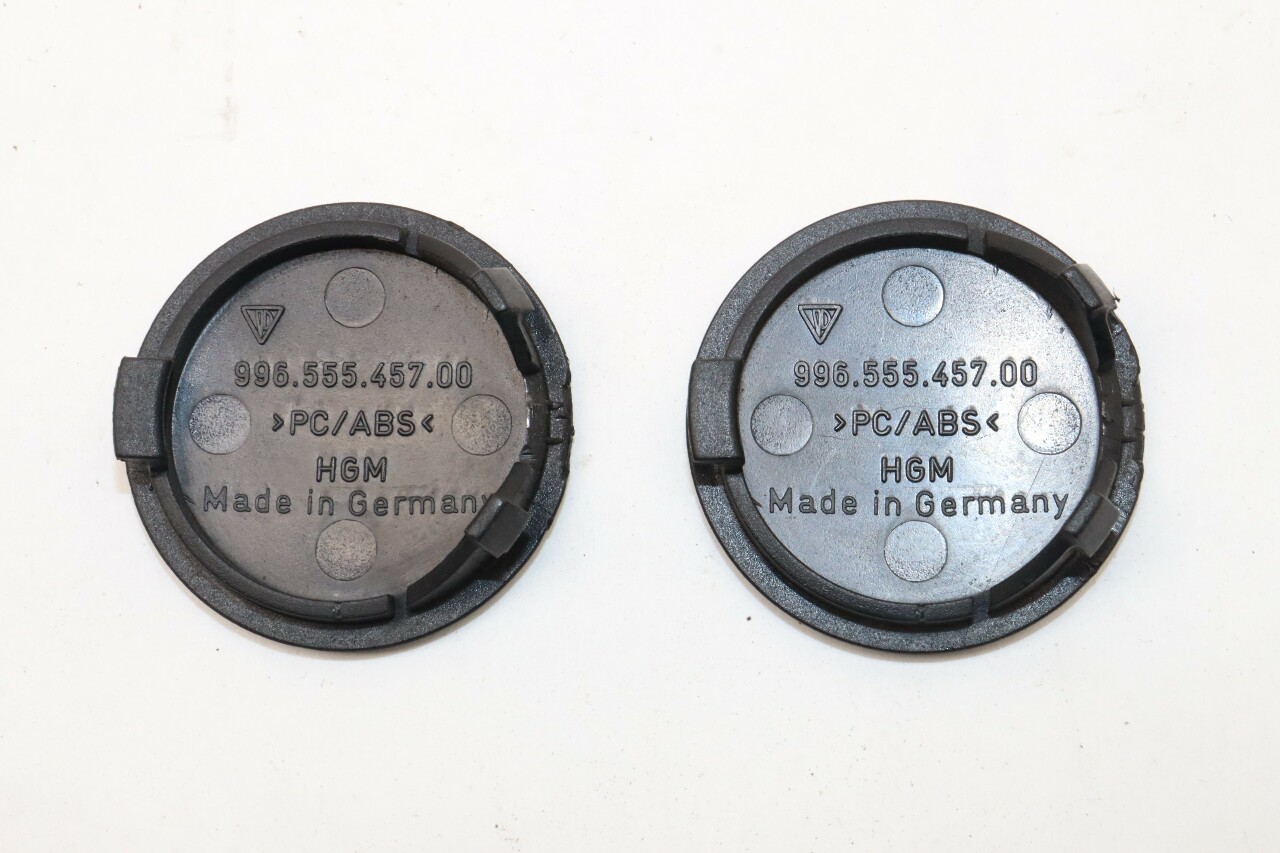 996.555.457.00
>PC/ABS<
HGM
Made in Germany
996.555.457.00
>PC/ABS<
HGM
Made in Germany